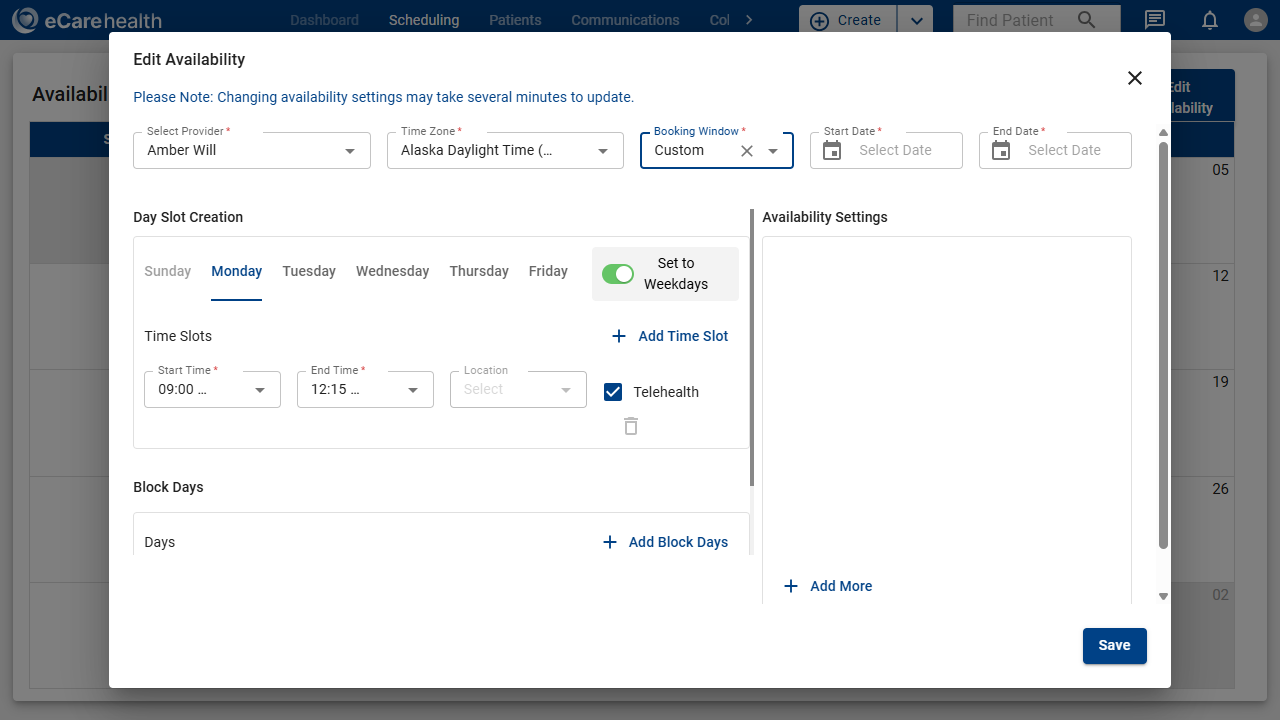 eCarehealth
Dashboard
Scheduling
Patients
Communications
Col
Create
Find Patient
Edit Availability
Please Note: Changing availability settings may take several minutes to update.
Select Provider *
Amber Will
Time Zone *
Alaska Daylight Time (...
Booking Window *
Custom
Start Date *
Select Date
End Date *
Select Date
Day Slot Creation
Sunday
Monday
Tuesday
Wednesday
Thursday
Friday
Set to
Weekdays
Time Slots
Add Time Slot
Start Time *
09:00 ...
End Time *
12:15 ...
Location
Select
Telehealth
Block Days
Days
Add Block Days
Availability Settings
Add More
Save
Availabil
S
Edit
lability
05
12
19
26
02